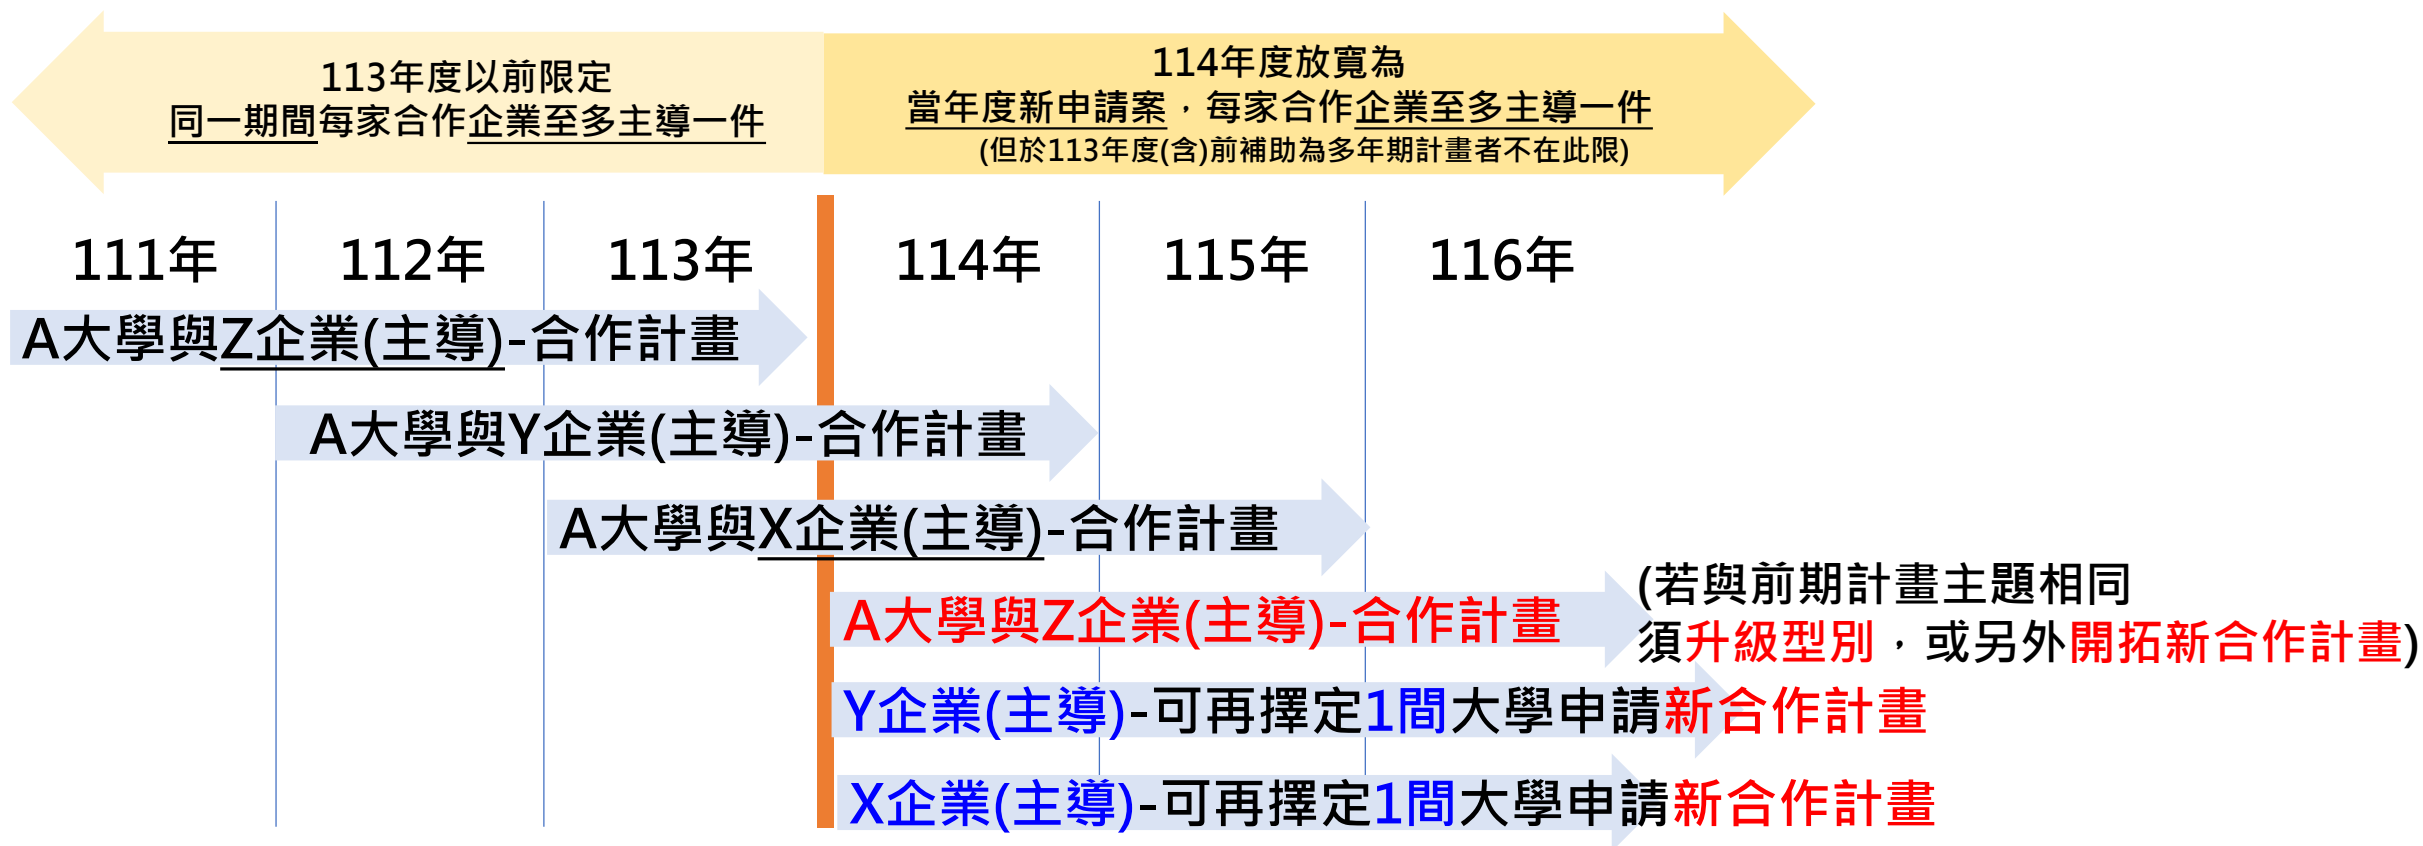 113年度以前限定
同一期間每家合作企業至多主導一件
114年度放寬為
當年度新申請案，每家合作企業至多主導一件
(但於113年度(含)前補助為多年期計畫者不在此限)
111年
112年
113年
114年
115年
116年
A大學與Z企業(主導)-合作計畫
A大學與Y企業(主導)-合作計畫
A大學與X企業(主導)-合作計畫
A大學與Z企業(主導)-合作計畫
(若與前期計畫主題相同
須升級型別，或另外開拓新合作計畫)
Y企業(主導)-可再擇定1間大學申請新合作計畫
X企業(主導)-可再擇定1間大學申請新合作計畫